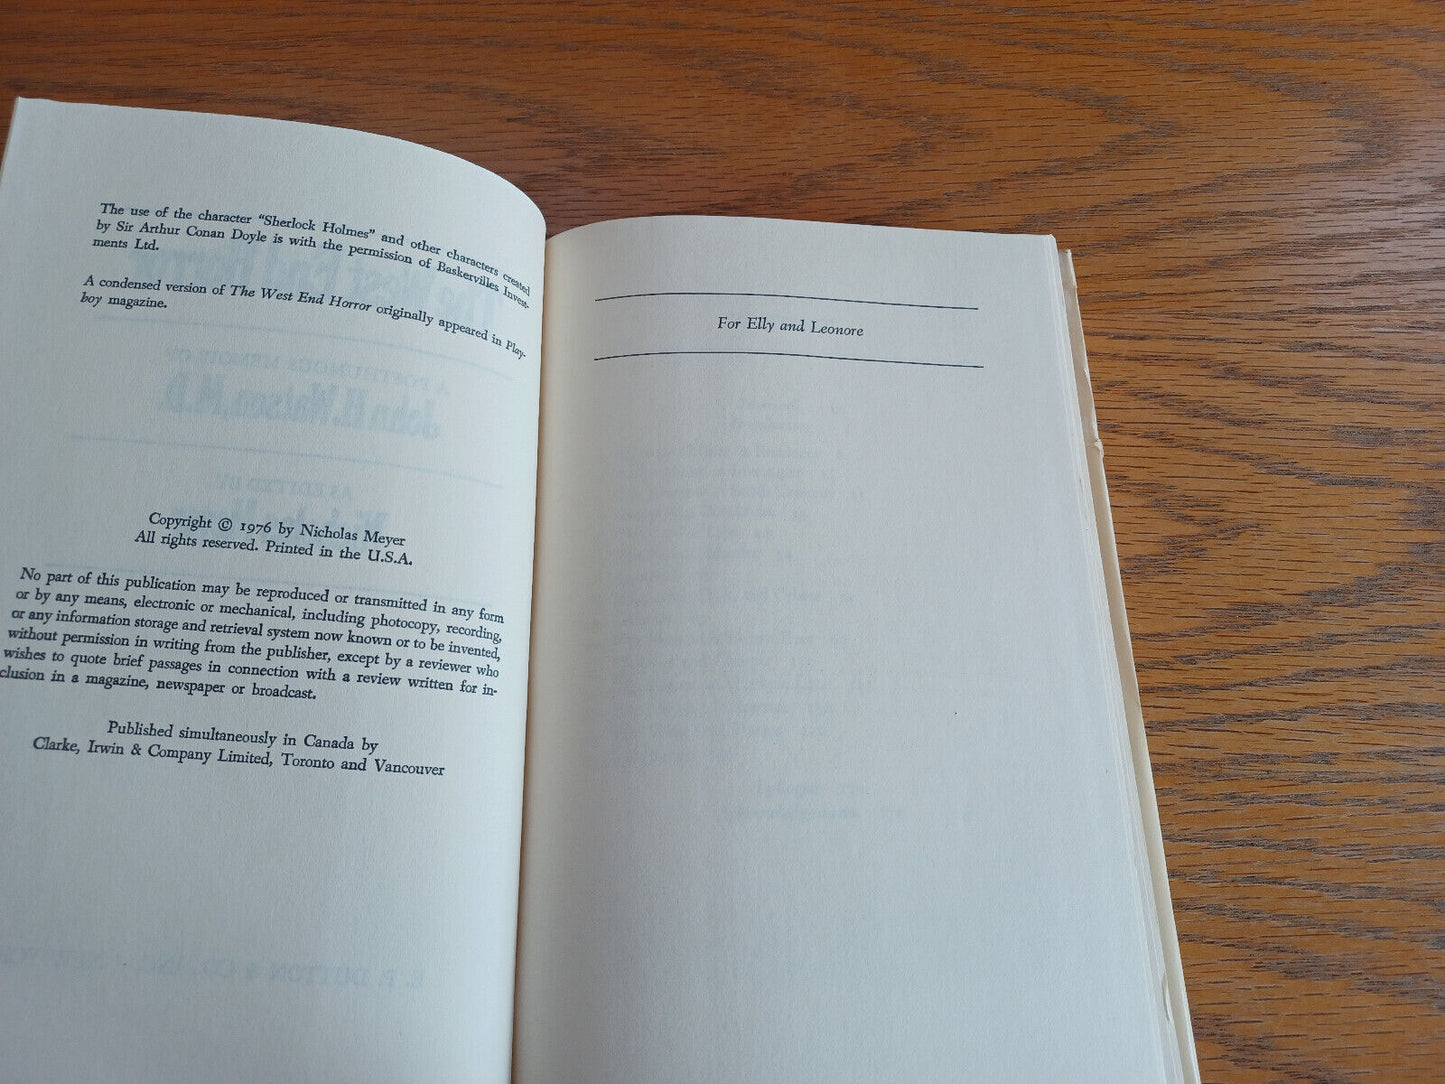 The use of the character "Sherlock Holmes" and other characters created
by Sir Arthur Conan Doyle is with the permission of Baskervilles Invest-
ments Ltd.
A condensed version of The West End Horror originally appeared in Play-
boy magazine.
Copyright © 1976 by Nicholas Meyer
All rights reserved. Printed in the U.S.A.
No part of this publication may be reproduced or transmitted in any form
or by any means, electronic or mechanical, including photocopy, recording,
or any information storage and retrieval system now known or to be invented,
without permission in writing from the publisher, except by a reviewer who
wishes to quote brief passages in connection with a review written for in-
clusion in a magazine, newspaper or broadcast.
Published simultaneously in Canada by
Clarke, Irwin & Company Limited, Toronto and Vancouver
For Elly and Leonore